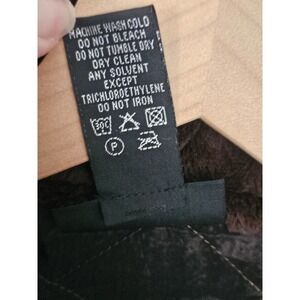 MACHINE WASH COLD
DO NOT BLEACH
DO NOT TUMBLE DRY
DRY CLEAN
ANY SOLVENT
EXCEPT
TRICHLOROETHYLENE
DO NOT IRON
30C
P